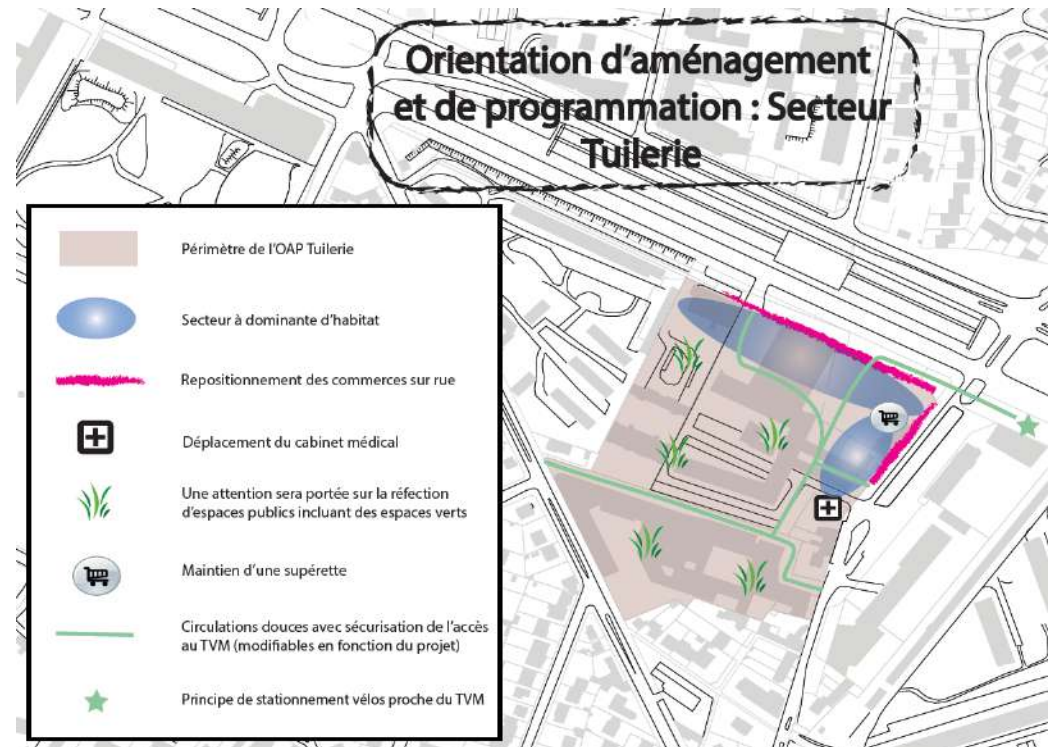 Orientation d'aménagement
et de programmation : Secteur
Tuilerie
Périmètre de l'OAP Tuilerie
Secteur à dominante d'habitat
Repositionnement des commerces sur rue
Déplacement du cabinet médical
Une attention sera portée sur la réfection
d'espaces publics incluant des espaces verts
Maintien d'une supérette
Circulations douces avec sécurisation de l'accès
au TVM (modifiables en fonction du projet)
Principe de stationnement vélos proche du TVM